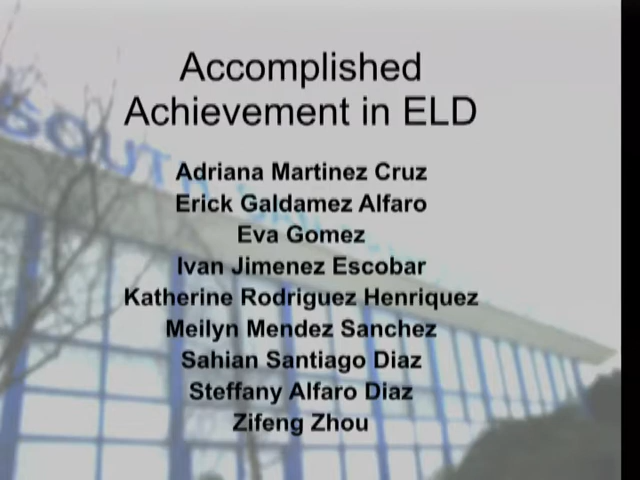 Accomplished
Achievement in ELD
Adriana Martinez Cruz
Erick Galdamez Alfaro
Eva Gomez
Ivan Jimenez Escobar
Katherine Rodriguez Henriquez
Meilyn Mendez Sanchez
Sahian Santiago Diaz
Steffany Alfaro Diaz
Zifeng Zhou